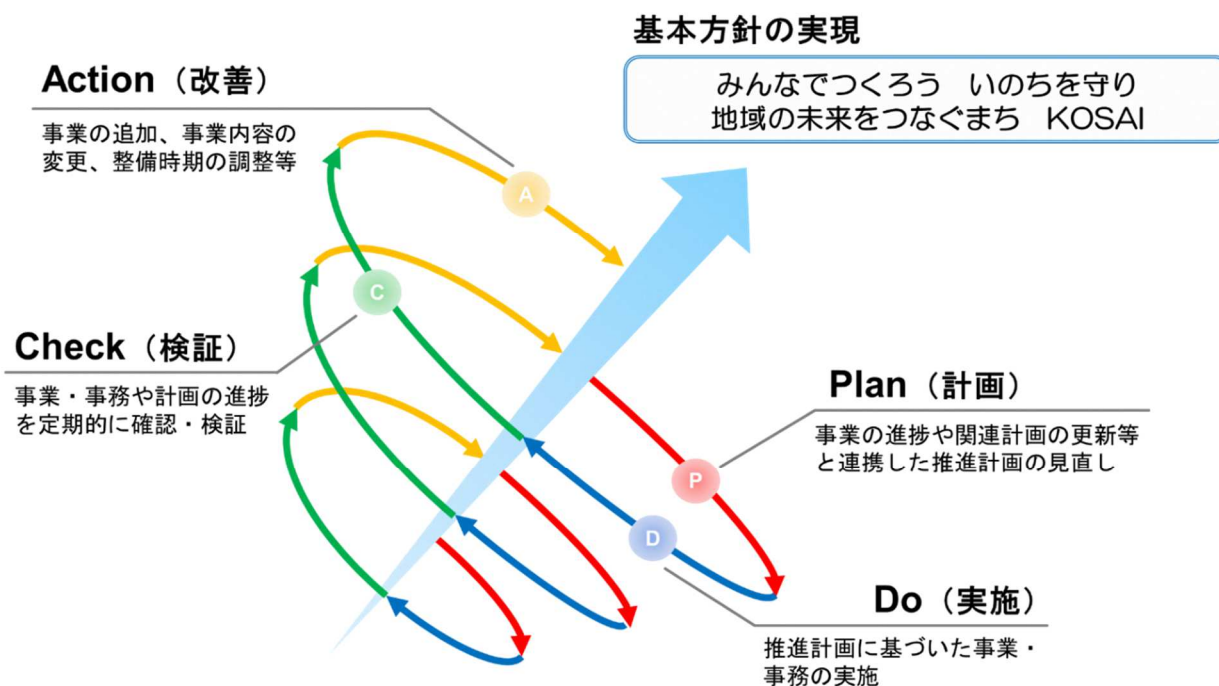 基本方針の実現
みんなでつくろう　いのちを守り
地域の未来をつなぐまち　KOSAI
Action（改善）
事業の追加、事業内容の
変更、整備時期の調整等
A
C
Check（検証）
事業・事務や計画の進捗
を定期的に確認・検証
Plan（計画）
事業の進捗や関連計画の更新等
と連携した推進計画の見直し
P
D
Do（実施）
推進計画に基づいた事業・
事務の実施